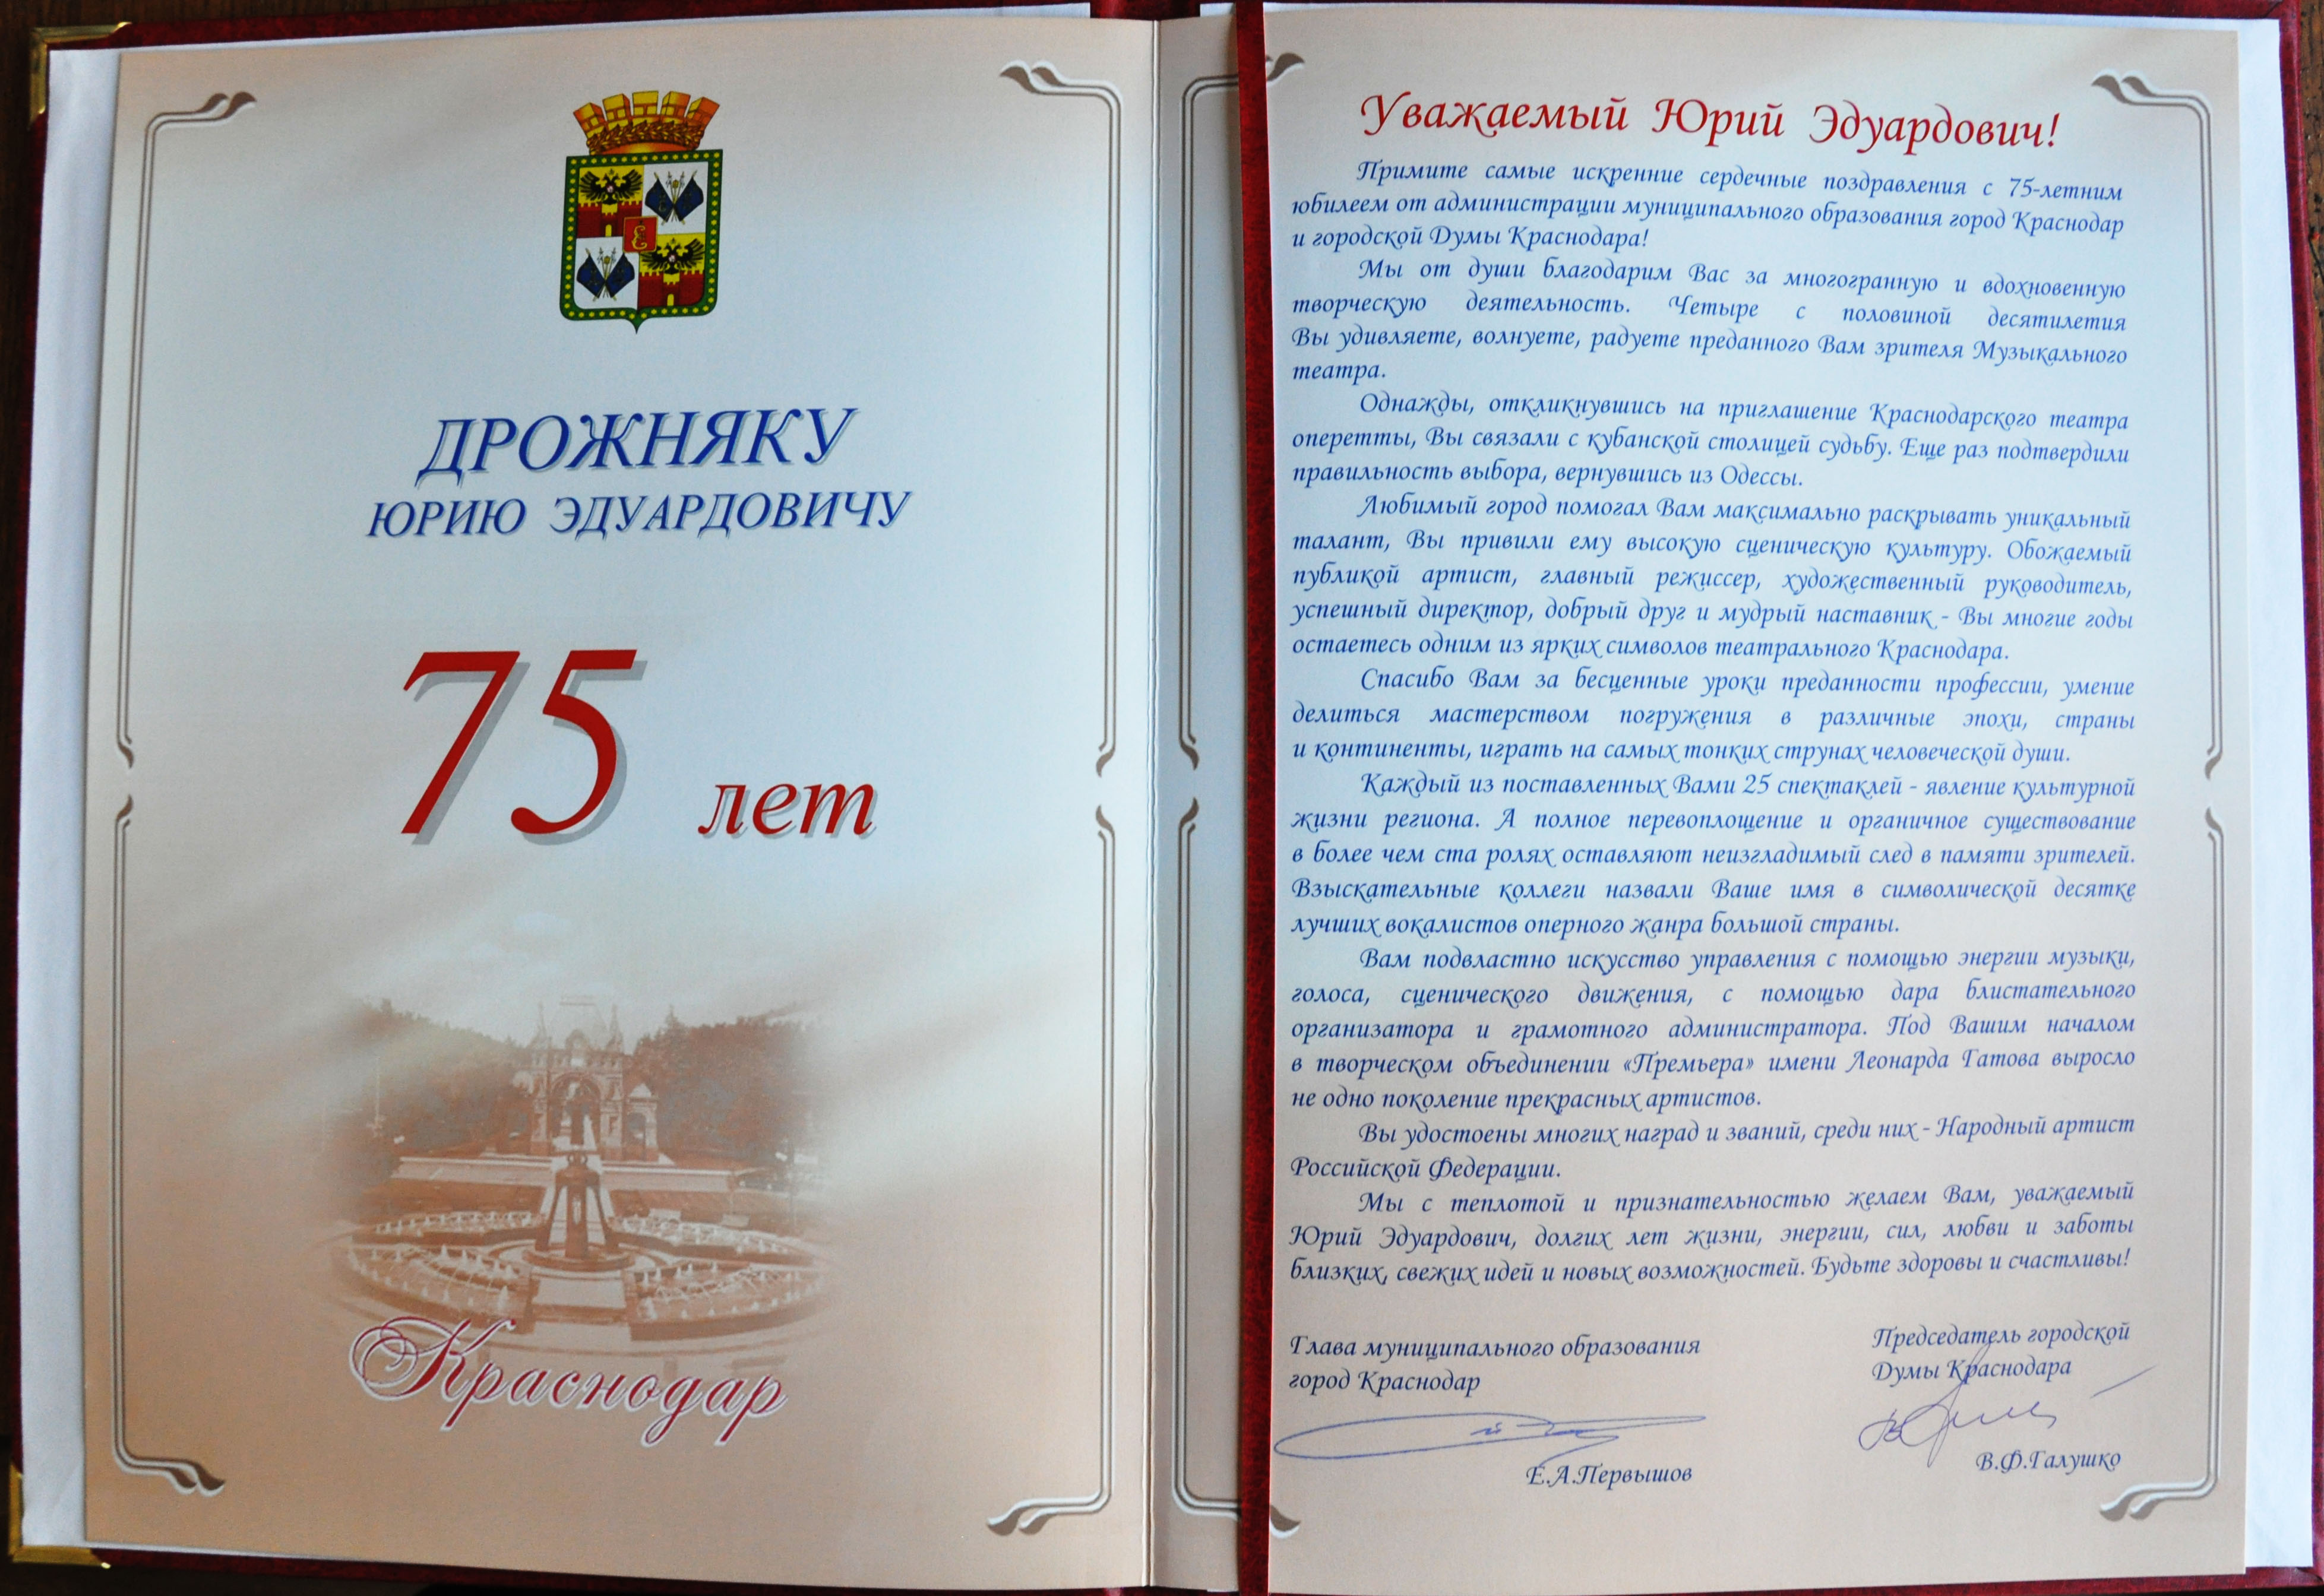 ДРОЖНЯКУ
ЮРИЮ ЭДУАРДОВИЧУ
75 лет
Краснодар
Уважаемый Юрий Эдуардович!
Примите самые искренние сердечные поздравления с 75-летним
юбилеем от администрации муниципального образования город Краснодар
и городской Думы Краснодара!
Мы от души благодарим Вас за многогранную и вдохновенную
творческую деятельность. Четыре с половиной десятилетия
Вы удивляете, волнуете, радуете преданного Вам зрителя Музыкального
театра.
Однажды, откликнувшись на приглашение Краснодарского театра
оперетты, Вы связали с кубанской столицей судьбу. Еще раз подтвердили
правильность выбора, вернувшись из Одессы.
Любимый город помогал Вам максимально раскрывать уникальный
талант, Вы привили ему высокую сценическую культуру. Обожаемый
публикой артист, главный режиссер, художественный руководитель,
успешный директор, добрый друг и мудрый наставник - Вы многие годы
остаетесь одним из ярких символов театрального Краснодара.
Спасибо Вам за бесценные уроки преданности профессии, умение
делиться мастерством погружения в различные эпохи, страны
и континенты, играть на самых тонких струнах человеческой души.
Каждый из поставленных Вами 25 спектаклей - явление культурной
жизни региона. А полное перевоплощение и органичное существование
в более чем ста ролях оставляют неизгладимый след в памяти зрителей.
Взыскательные коллеги назвали Ваше имя в символической десятке
лучших вокалистов оперного жанра большой страны.
Вам подвластно искусство управления с помощью энергии музыки,
голоса, сценического движения, с помощью дара блистательного
организатора и грамотного администратора. Под Вашим началом
в творческом объединении «Премьера» имени Леонарда Гатова выросло
не одно поколение прекрасных артистов.
Вы удостоены многих наград и званий, среди них - Народный артист
Российской Федерации.
Мы с теплотой и признательностью желаем Вам, уважаемый
Юрий Эдуардович, долгих лет жизни, энергии, сил, любви и заботы
близких, свежих идей и новых возможностей. Будьте здоровы и счастливы!
Глава муниципального образования
город Краснодар
Е.А.Первышов
Председатель городской
Думы Краснодара
В.Ф.Галушко